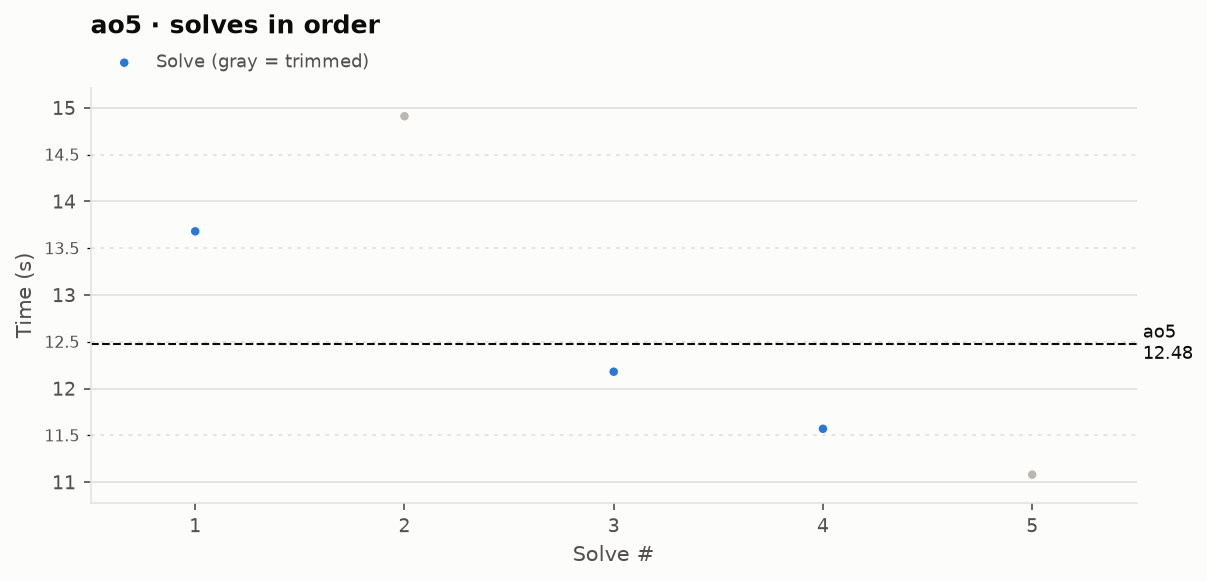 ao5 · solves in order
Solve (gray = trimmed)
15
14.5
14
13.5
13
12.5
12
11.5
11
Time (s)
ao5
12.48
1 2 3 4 5
Solve #